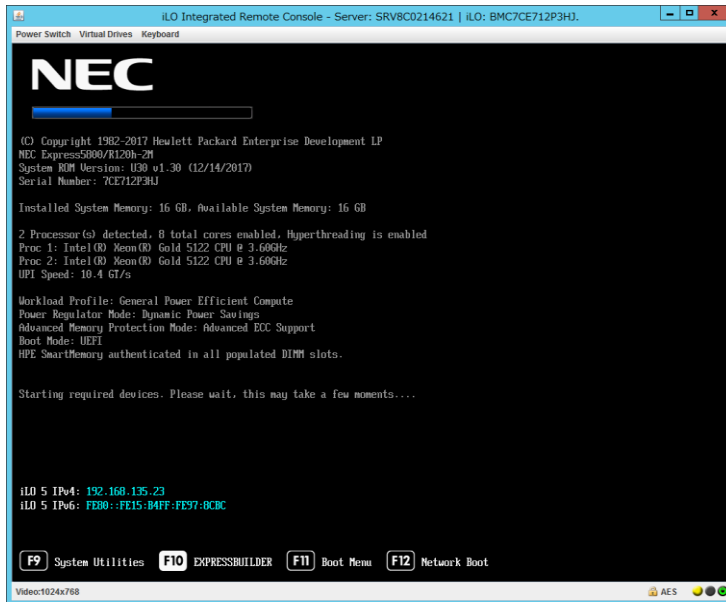 iLO Integrated Remote Console - Server: SRV8C0214621 | iLO: BMC7CE712P3HJ.
Power Switch Virtual Drives Keyboard
NEC
(C) Copyright 1982-2017 Hewlett Packard Enterprise Development LP
NEC Express5800/R120h-2M
System ROM Version: U30 v1.30 (12/14/2017)
Serial Number: 7CE712P3HJ
Installed System Memory: 16 GB, Available System Memory: 16 GB
2 Processor(s) detected, 8 total cores enabled, Hyperthreading is enabled
Proc 1: Intel(R) Xeon(R) Gold 5122 CPU @ 3.60GHz
Proc 2: Intel(R) Xeon(R) Gold 5122 CPU @ 3.60GHz
UPI Speed: 10.4 GT/s
Workload Profile: General Power Efficient Compute
Power Regulator Mode: Dynamic Power Savings
Advanced Memory Protection Mode: Advanced ECC Support
Boot Mode: UEFI
HPE SmartMemory authenticated in all populated DIMM slots.
Starting required devices. Please wait, this may take a few moments....
iLO 5 IPv4: 192.168.135.23
iLO 5 IPv6: FE80::FE15:B4FF:FE97:8CBC
F9 System Utilities F10 EXPRESSBUILDER F11 Boot Menu F12 Network Boot
Video:1024x768 AES